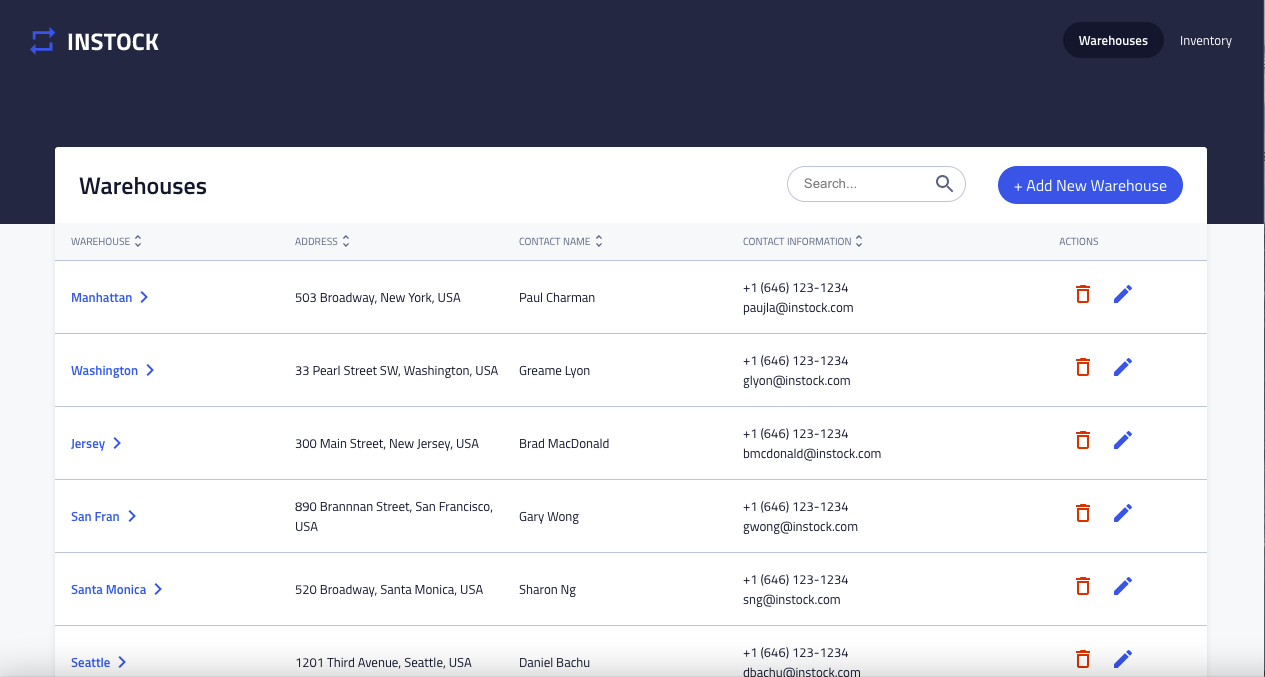 INSTOCK
Warehouses
Inventory
Warehouses
Search...
+ Add New Warehouse
WAREHOUSE
ADDRESS
CONTACT NAME
CONTACT INFORMATION
ACTIONS
Manhattan
503 Broadway, New York, USA
Paul Charman
+1 (646) 123-1234
paujla@instock.com
Washington
33 Pearl Street SW, Washington, USA
Greame Lyon
+1 (646) 123-1234
glyon@instock.com
Jersey
300 Main Street, New Jersey, USA
Brad MacDonald
+1 (646) 123-1234
bmcdonald@instock.com
San Fran
890 Brannnan Street, San Francisco,
USA
Gary Wong
+1 (646) 123-1234
gwong@instock.com
Santa Monica
520 Broadway, Santa Monica, USA
Sharon Ng
+1 (646) 123-1234
sng@instock.com
Seattle
1201 Third Avenue, Seattle, USA
Daniel Bachu
+1 (646) 123-1234
dbachu@instock.com